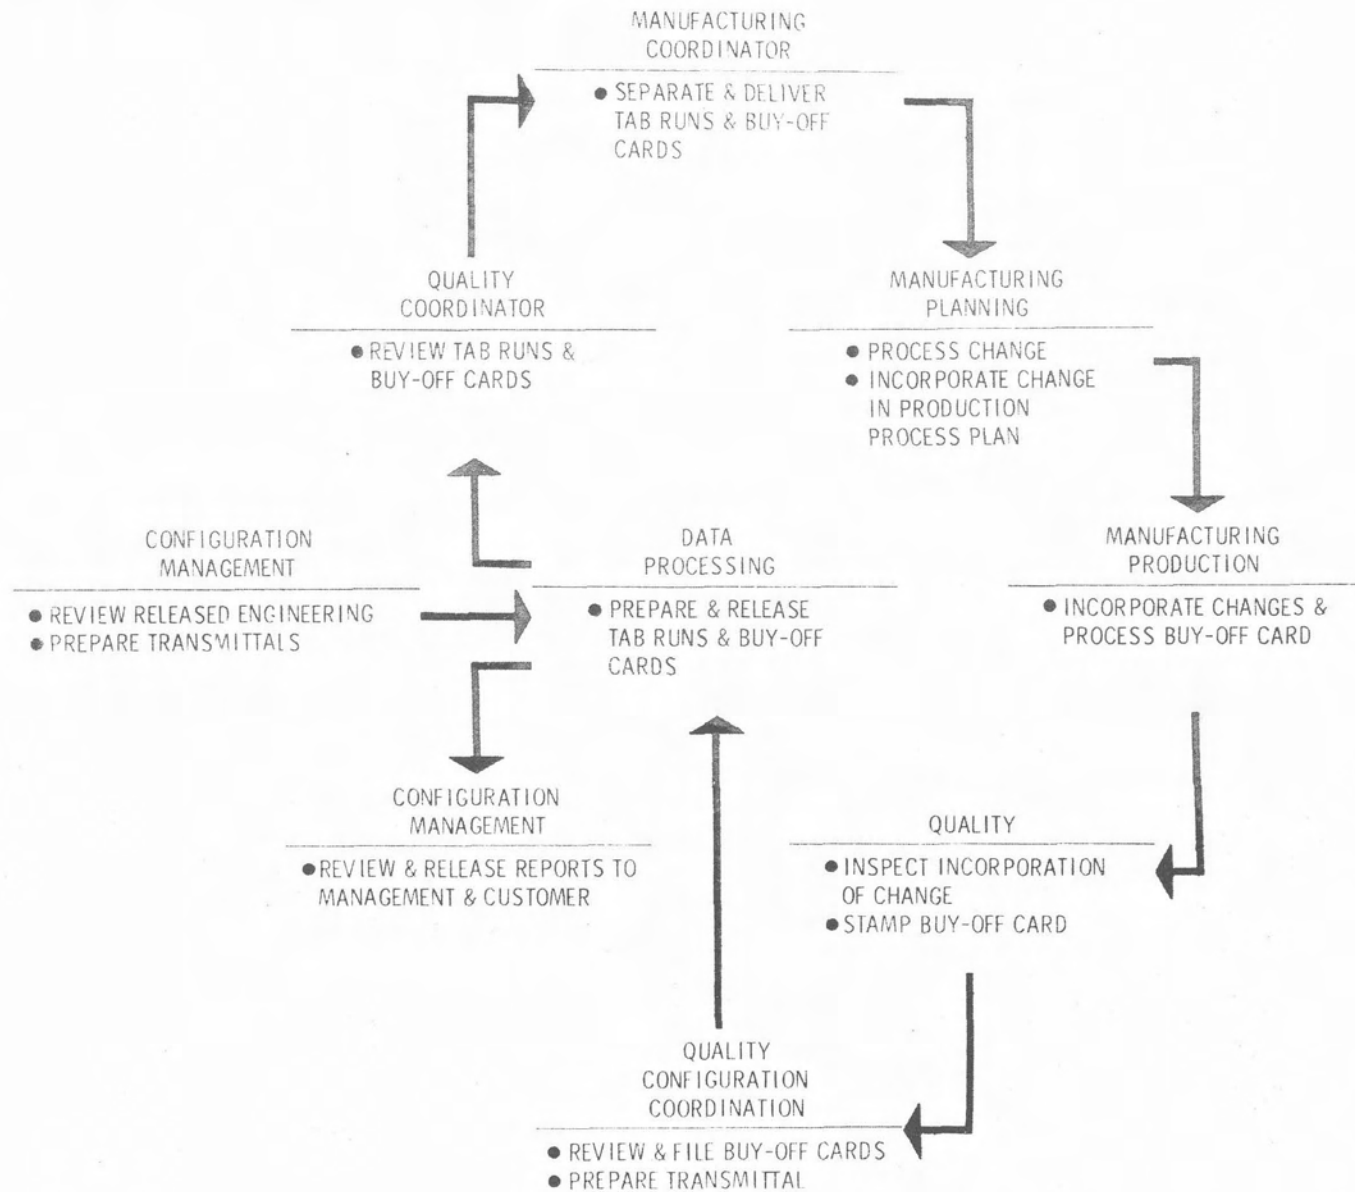 MANUFACTURING
COORDINATOR
● SEPARATE & DELIVER
TAB RUNS & BUY-OFF
CARDS
QUALITY
COORDINATOR
● REVIEW TAB RUNS &
BUY-OFF CARDS
MANUFACTURING
PLANNING
● PROCESS CHANGE
● INCORPORATE CHANGE
IN PRODUCTION
PROCESS PLAN
CONFIGURATION
MANAGEMENT
● REVIEW RELEASED ENGINEERING
● PREPARE TRANSMITTALS
DATA
PROCESSING
● PREPARE & RELEASE
TAB RUNS & BUY-OFF
CARDS
MANUFACTURING
PRODUCTION
● INCORPORATE CHANGES &
PROCESS BUY-OFF CARD
CONFIGURATION
MANAGEMENT
● REVIEW & RELEASE REPORTS TO
MANAGEMENT & CUSTOMER
QUALITY
● INSPECT INCORPORATION
OF CHANGE
● STAMP BUY-OFF CARD
QUALITY
CONFIGURATION
COORDINATION
● REVIEW & FILE BUY-OFF CARDS
● PREPARE TRANSMITTAL